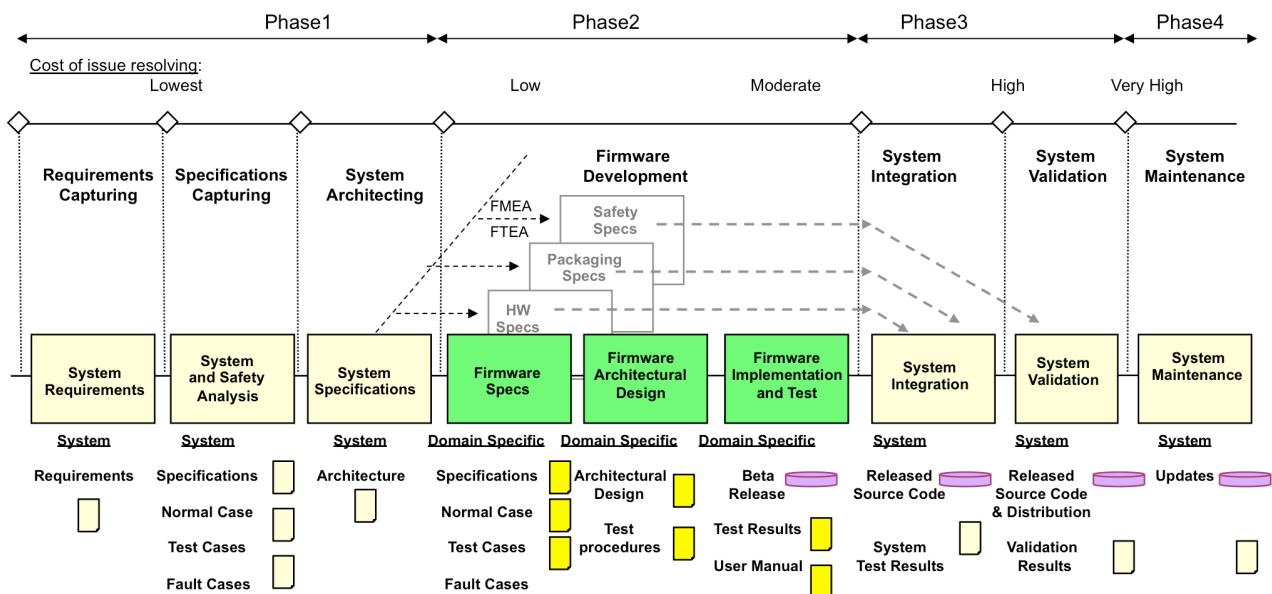 Phase1
Phase2
Phase3
Phase4
Cost of issue resolving:
Lowest
Low
Moderate
High
Very High
Requirements
Capturing
Specifications
Capturing
System
Architecting
Firmware
Development
System
Integration
System
Validation
System
Maintenance
FMEA
FTEA
Safety
Specs
Packaging
Specs
HW
Specs
System
Requirements
System
and Safety
Analysis
System
Specifications
Firmware
Specs
Firmware
Architectural
Design
Firmware
Implementation
and Test
System
Integration
System
Validation
System
Maintenance
System
System
System
Domain Specific
Domain Specific
Domain Specific
System
System
System
Requirements
Specifications
Normal Case
Test Cases
Fault Cases
Architecture
Specifications
Normal Case
Test Cases
Fault Cases
Architectural
Design
Test
procedures
Beta
Release
Test Results
User Manual
Released
Source Code
System
Test Results
Released
Source Code
& Distribution
Validation
Results
Updates